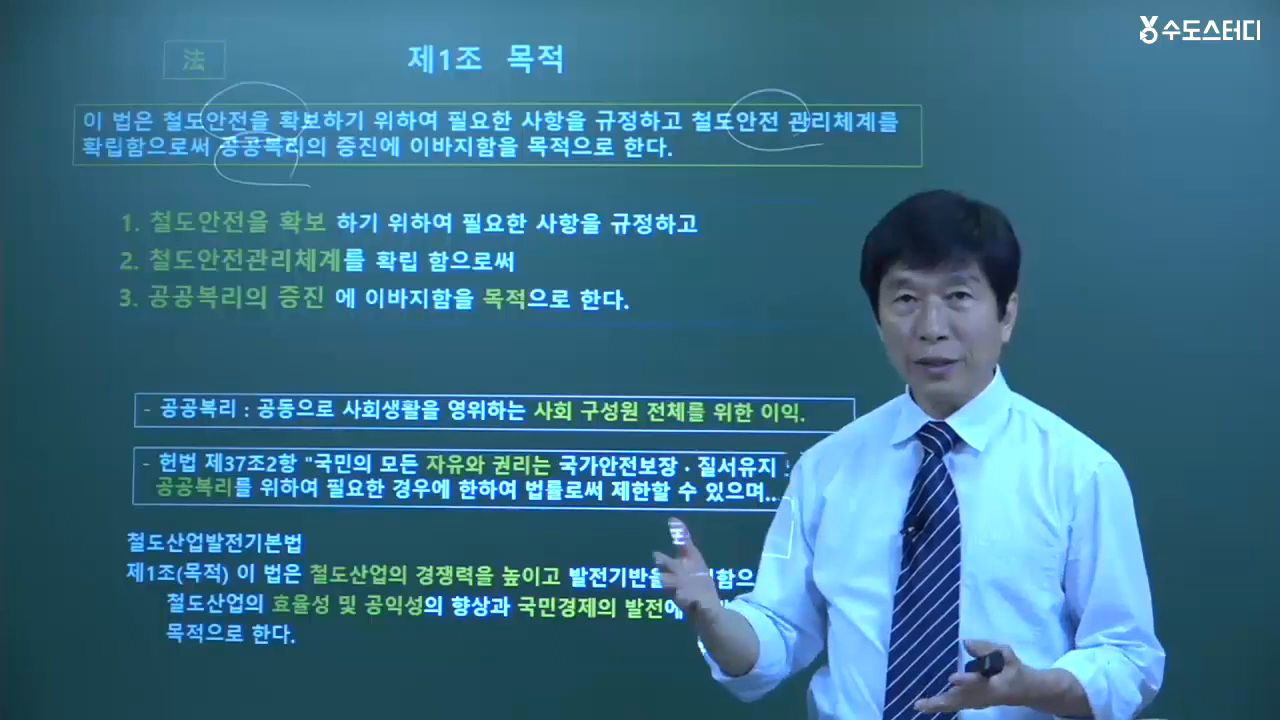 수도스터디
法
제1조 목적
이 법은 철도안전을 확보하기 위하여 필요한 사항을 규정하고 철도안전 관리체계를
확립함으로써 공공복리의 증진에 이바지함을 목적으로 한다.
1. 철도안전을 확보 하기 위하여 필요한 사항을 규정하고
2. 철도안전관리체계를 확립 함으로써
3. 공공복리의 증진 에 이바지함을 목적으로 한다.
- 공공복리 : 공동으로 사회생활을 영위하는 사회 구성원 전체를 위한 이익.
- 헌법 제37조2항 "국민의 모든 자유와 권리는 국가안전보장·질서유지
공공복리를 위하여 필요한 경우에 한하여 법률로써 제한할 수 있으며..
철도산업발전기본법
제1조(목적) 이 법은 철도산업의 경쟁력을 높이고 발전기반을
철도산업의 효율성 및 공익성의 향상과 국민경제의 발전에
목적으로 한다.